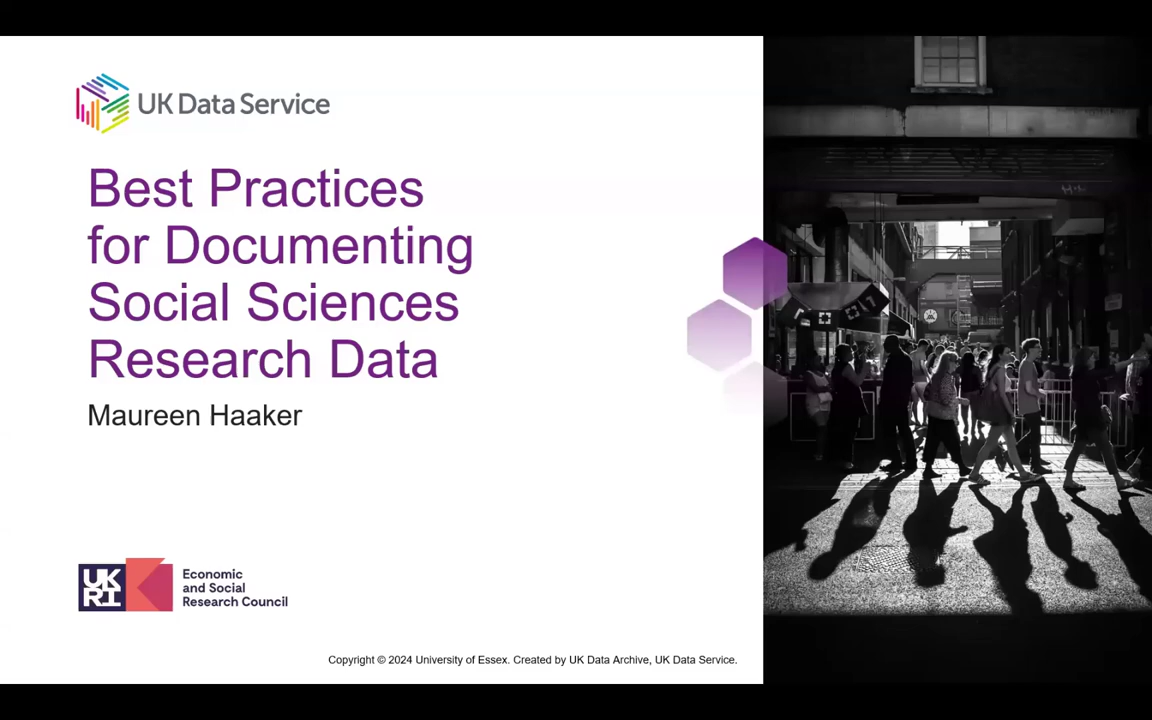 UK Data Service
Best Practices
for Documenting
Social Sciences
Research Data
Maureen Haaker
UK
RI
Economic
and Social
Research Council
Copyright © 2024 University of Essex. Created by UK Data Archive, UK Data Service.